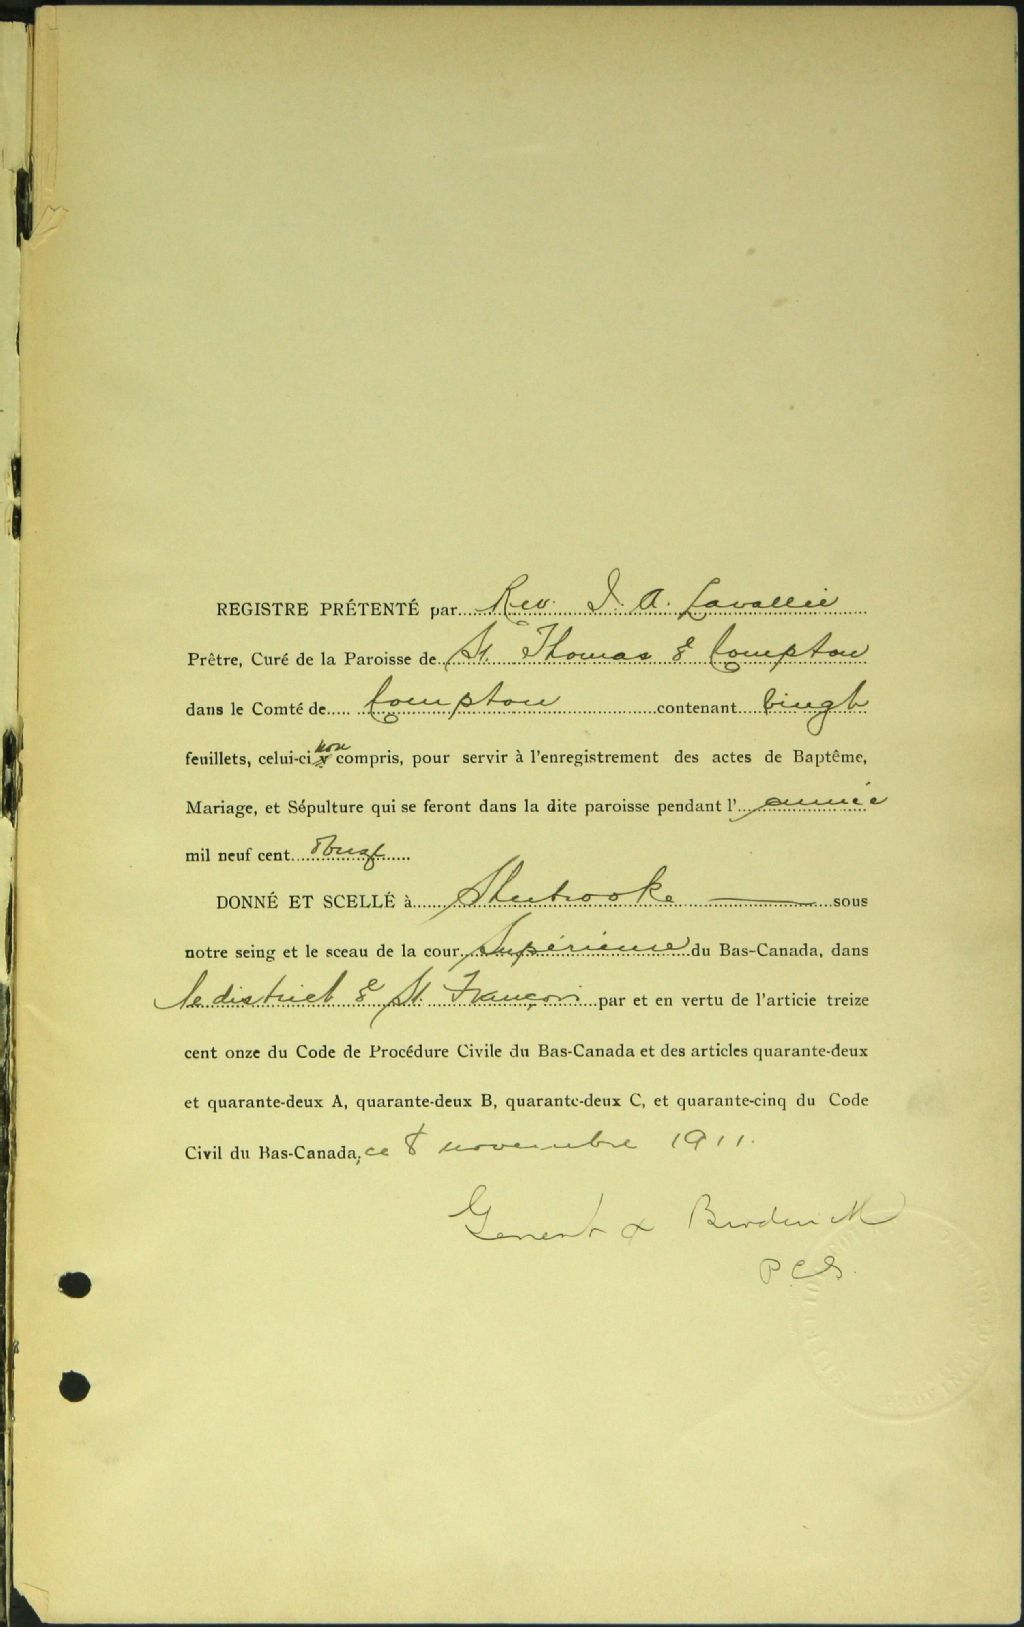 REGISTRE PRÉTENTÉ par Rev. J. A. Lavallée
Prêtre, Curé de la Paroisse de St. Thomas de Compton
dans le Comté de Compton contenant vingt
feuillets, celui-ci non compris, pour servir à l'enregistrement des actes de Baptême,
Mariage, et Sépulture qui se feront dans la dite paroisse pendant l'année
mil neuf cent douze
DONNÉ ET SCELLÉ à Sherbrooke sous
notre seing et le sceau de la cour Supérieure du Bas-Canada, dans
le district de St. François par et en vertu de l'articie treize
cent onze du Code de Procédure Civile du Bas-Canada et des articles quarante-deux
et quarante-deux A, quarante-deux B, quarante-deux C, et quarante-cinq du Code
Civil du Bas-Canada, ce 8 novembre 1911.
&
P.C.S.